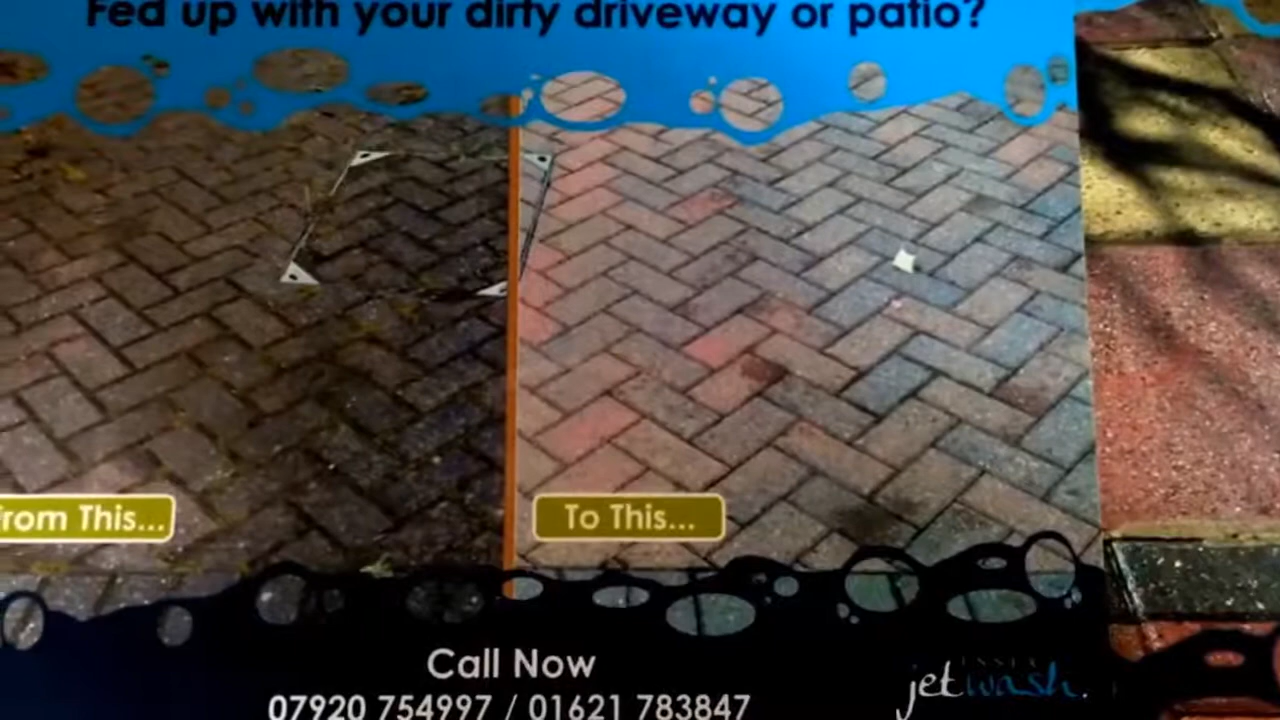 Fed up with your dirty driveway or patio?
From This...
To This...
Call Now
07920 754997 / 01621 783847
ESSEX
jetwash.